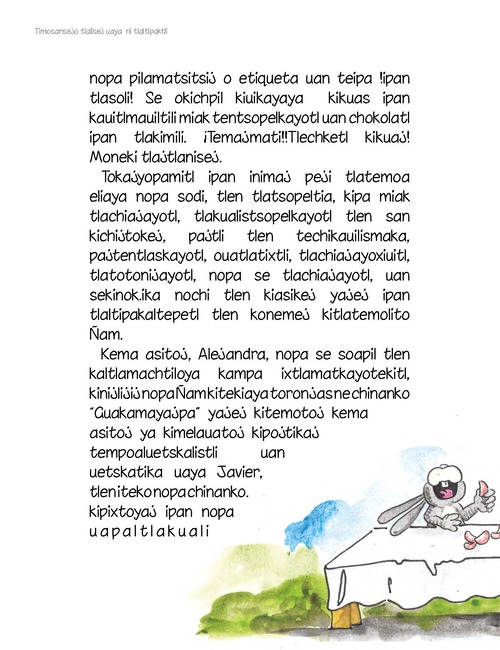 Timosansejo tlalisej uaya ni tlaltipaktli
nopa pilamatsitsij o etiqueta uan teipa !ipan
tlasoli! Se okichpil kiuikayaya kikuas ipan
kauitlmauiltili miak tentsopelkayotl uan chokolatl
ipan tlakimili. ¡Temajmati!!Tlechketl kikuaj!
Moneki tlajtlanisej.
Tokajyopamitl ipan inimaj peji tlatemoa
eliaya nopa sodi, tlen tlatsopeltia, kipa miak
tlachiajayotl, tlakualistsopelkayotl tlen san
kichijtokej, pajtli tlen techikauilismaka,
pajtentlaskayotl, ouatlatixtli, tlachiajayoxiuitl,
tlatotonijayotl, nopa se tlachiajayotl, uan
sekinok.ika nochi tlen kiasikej yajej ipan
tlaltipakaltepetl tlen konemej kitlatemolito
Ñam.
Kema asitoj, Alejandra, nopa se soapil tlen
kaltlamachtiloya kampa ixtlamatkayotekitl,
kinijlijij nopa Ñam kitekiaya toronjas ne chinanko
"Guakamayajpa" yajej kitemotoj kema
asitoj ya kimelauatoj kipojtikaj
tempoaluetskalistli uan
uetskatika uaya Javier,
tlen iteko nopa chinanko.
kipixtoyaj ipan nopa
uapaltlakuali